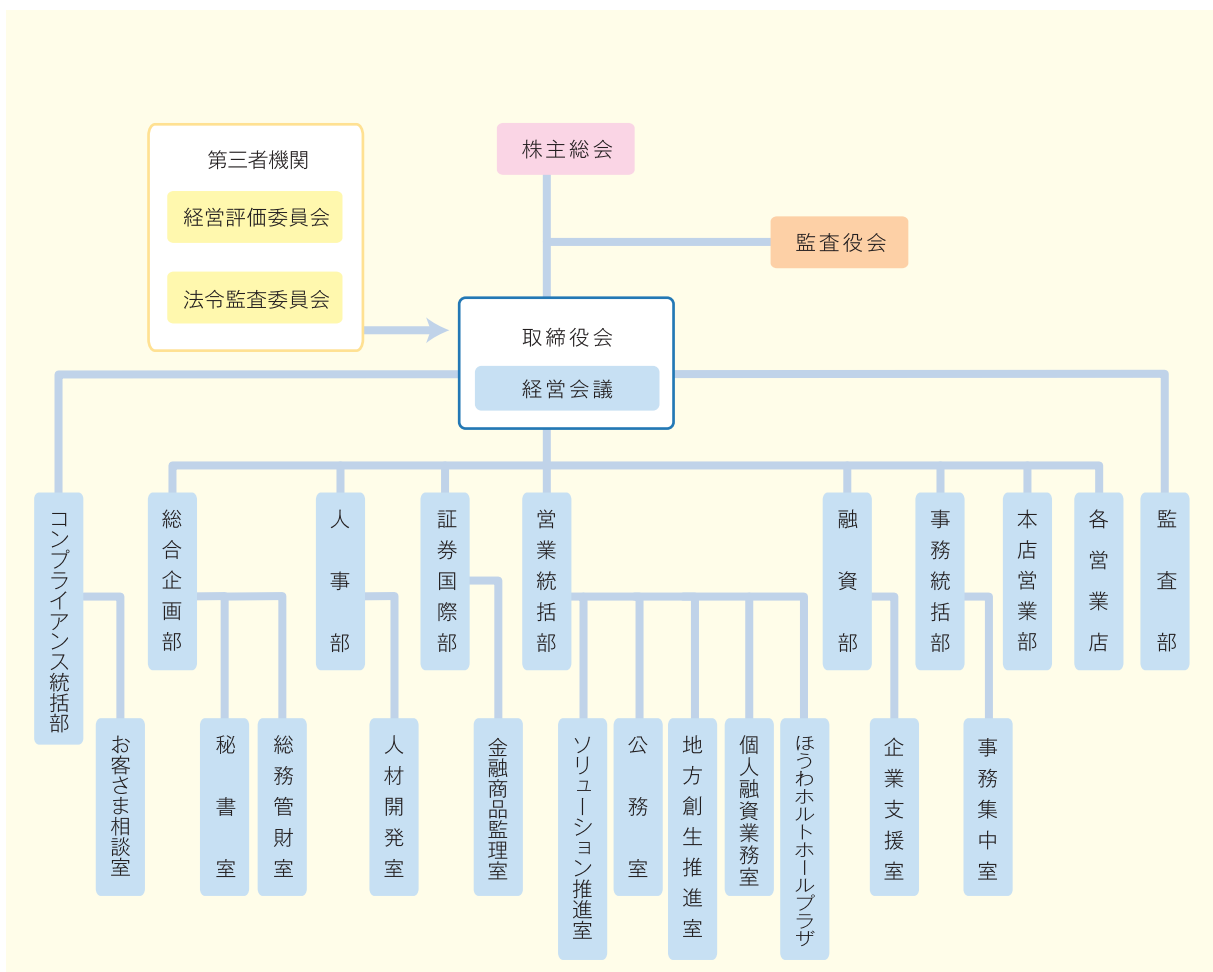 第三者機関
経営評価委員会
法令監査委員会
株主総会
監査役会
取締役会
経営会議
コンプライアンス統括部
総合企画部
人事部
証券国際部
営業統括部
融資部
事務統括部
本店営業部
各営業店
監査部
お客さま相談室
秘書室
総務管財室
人材開発室
金融商品監理室
ソリューション推進室
公務室
地方創生推進室
個人融資業務室
ほうわホルトホールプラザ
企業支援室
事務集中室